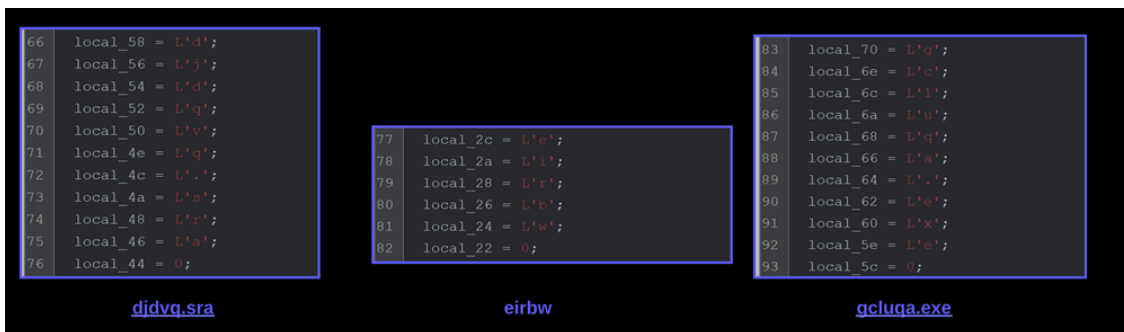 66 local_58 = L'd';
67 local_56 = L'j';
68 local_54 = L'd';
69 local_52 = L'q';
70 local_50 = L'v';
71 local_4e = L'q';
72 local_4c = L'.';
73 local_4a = L's';
74 local_48 = L'r';
75 local_46 = L'a';
76 local_44 = 0;
djdvq.sra
77 local_2c = L'e';
78 local_2a = L'i';
79 local_28 = L'r';
80 local_26 = L'b';
81 local_24 = L'w';
82 local_22 = 0;
eirbw
83 local_70 = L'g';
84 local_6e = L'c';
85 local_6c = L'l';
86 local_6a = L'u';
87 local_68 = L'q';
88 local_66 = L'a';
89 local_64 = L'.';
90 local_62 = L'e';
91 local_60 = L'x';
92 local_5e = L'e';
93 local_5c = 0;
gcluqa.exe